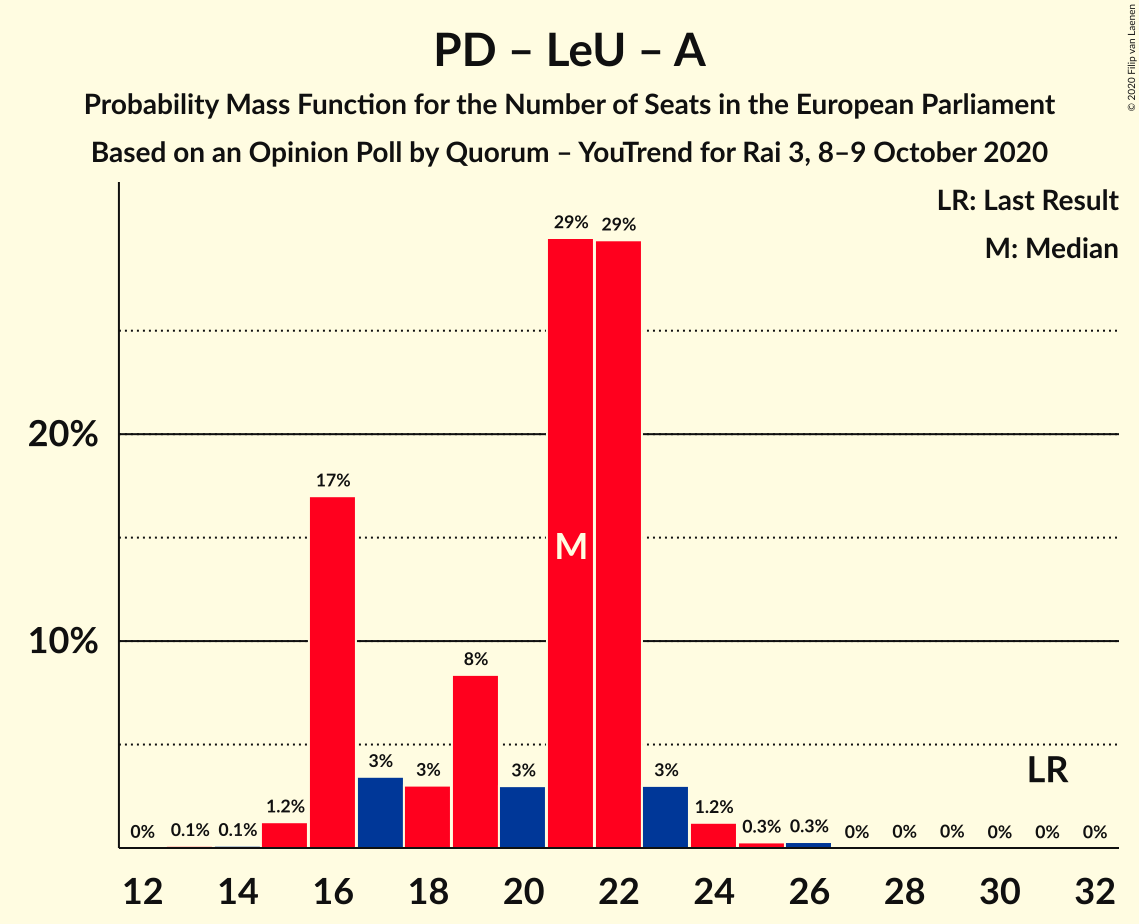 PD – LeU – A
Probability Mass Function for the Number of Seats in the European Parliament
Based on an Opinion Poll by Quorum – YouTrend for Rai 3, 8–9 October 2020
© 2020 Filip van Laenen
LR: Last Result
M: Median
20%
10%
0% 0.1% 0.1% 1.2% 17% 3% 3% 8% 3% 29% 29% 3% 1.2% 0.3% 0.3% 0% 0% 0% 0% 0% 0%
M
LR
12 14 16 18 20 22 24 26 28 30 32